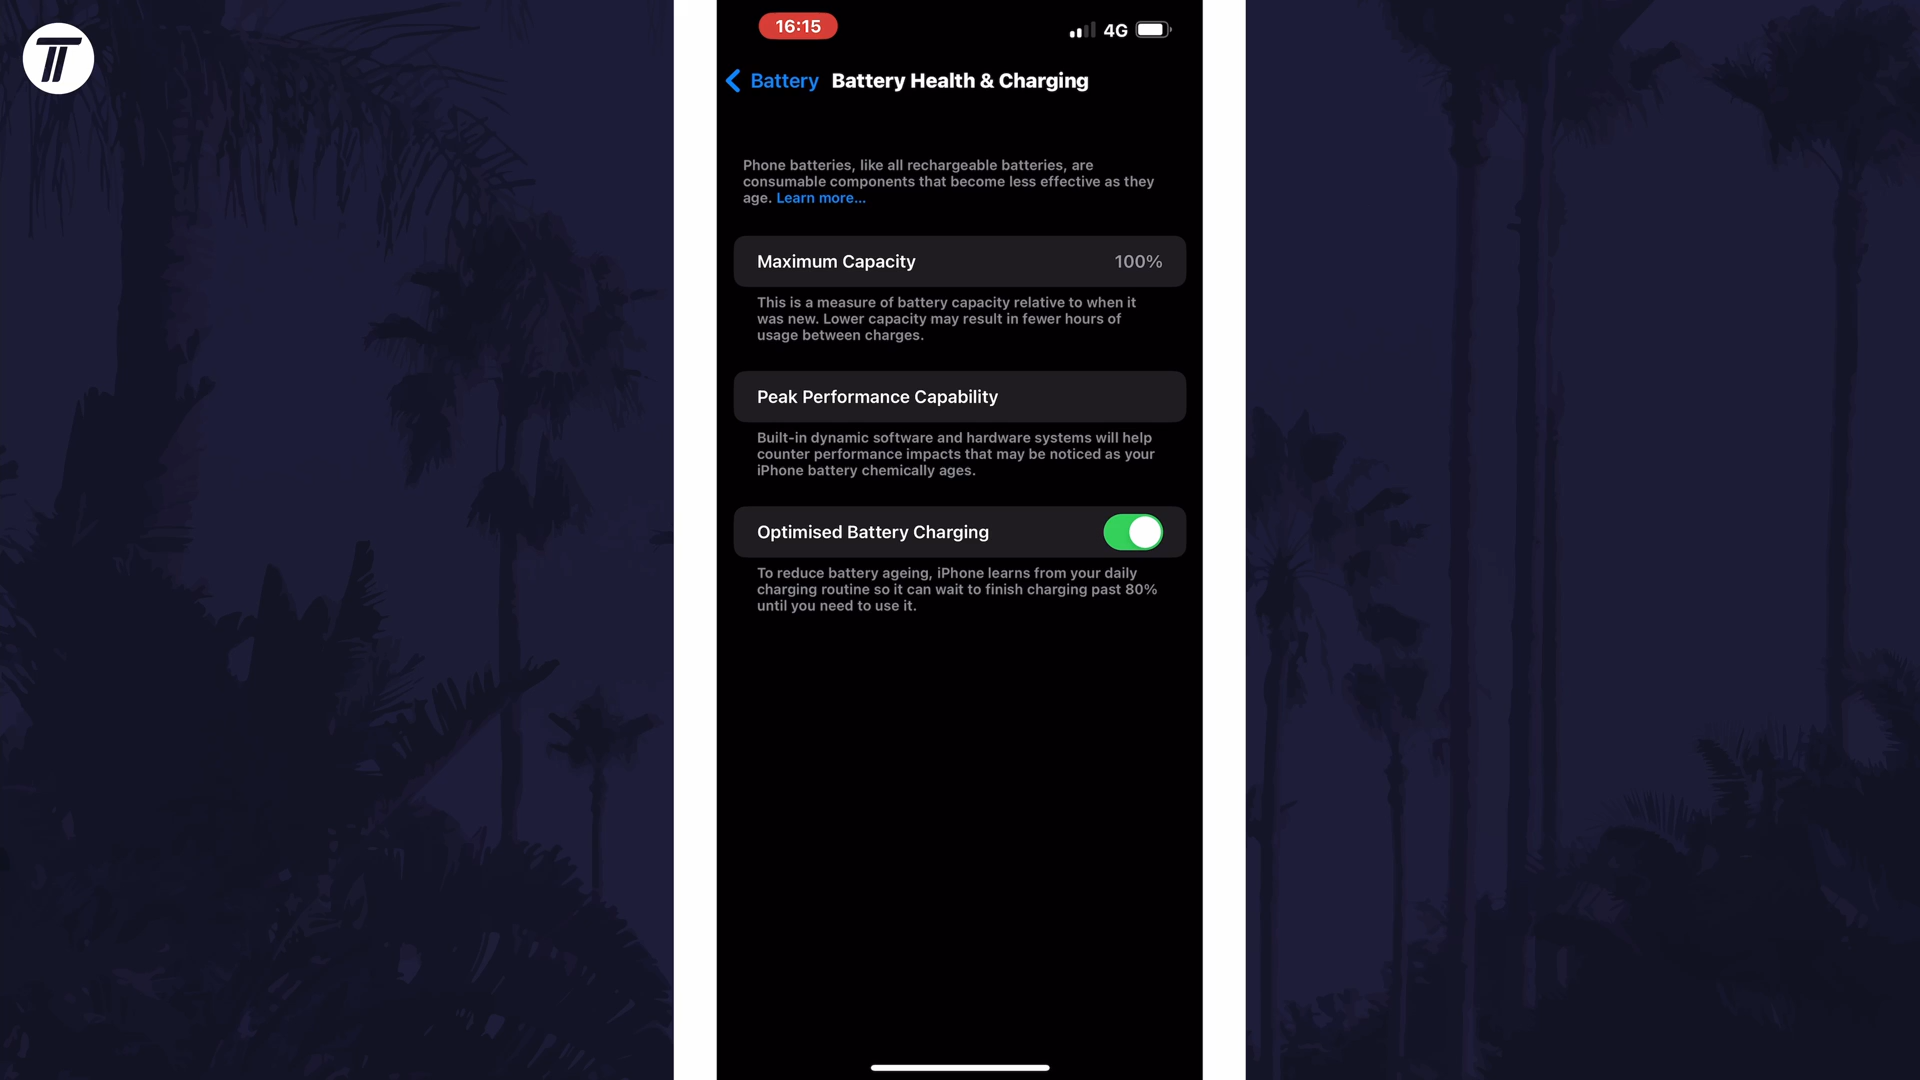 16:15
4G
Battery
Battery Health & Charging
Phone batteries, like all rechargeable batteries, are
consumable components that become less effective as they
age. Learn more...
Maximum Capacity 100%
This is a measure of battery capacity relative to when it
was new. Lower capacity may result in fewer hours of
usage between charges.
Peak Performance Capability
Built-in dynamic software and hardware systems will help
counter performance impacts that may be noticed as your
iPhone battery chemically ages.
Optimised Battery Charging
To reduce battery ageing, iPhone learns from your daily
charging routine so it can wait to finish charging past 80%
until you need to use it.